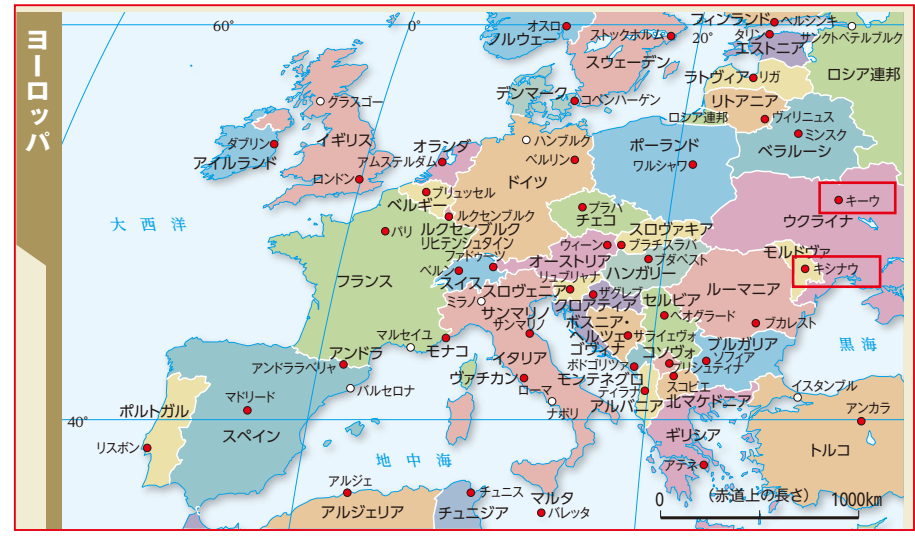 ヨーロッパ
60°
0°
20°
40°
オスロ
ノルウェー
ストックホルム
スウェーデン
フィンランド
ヘルシンキ
タリン
エストニア
サンクトペテルブルク
ロシア連邦
ラトヴィア
リガ
リトアニア
ロシア連邦
ヴィリニュス
ミンスク
ベラルーシ
デンマーク
コペンハーゲン
グラスゴー
イギリス
ダブリン
アイルランド
ロンドン
オランダ
アムステルダム
ハンブルク
ベルリン
ドイツ
ポーランド
ワルシャワ
キーウ
ウクライナ
ブリュッセル
ベルギー
ルクセンブルク
ルクセンブルク
リヒテンシュタイン
ファドゥーツ
プラハ
チェコ
スロヴァキア
ブラチスラバ
ウィーン
オーストリア
ブダペスト
ハンガリー
モルドヴァ
キシナウ
大西洋
パリ
フランス
ベルン
スイス
リュブリャナ
スロヴェニア
ザグレブ
クロアティア
ミラノ
サンマリノ
サンマリノ
ボスニア・
ヘルツェ
ゴヴィナ
サライェヴォ
セルビア
ベオグラード
ルーマニア
ブカレスト
黒海
マルセイユ
モナコ
アンドラ
アンドララベリャ
バルセロナ
イタリア
ヴァチカン
ローマ
ナポリ
コソヴォ
プリシュティナ
ブルガリア
ソフィア
ポドゴリツァ
モンテネグロ
スコピエ
北マケドニア
ティラナ
アルバニア
イスタンブル
アンカラ
トルコ
ポルトガル
リスボン
マドリード
スペイン
ギリシア
アテネ
地中海
アルジェ
アルジェリア
チュニス
チュニジア
マルタ
バレッタ
0
(赤道上の長さ)
1000km